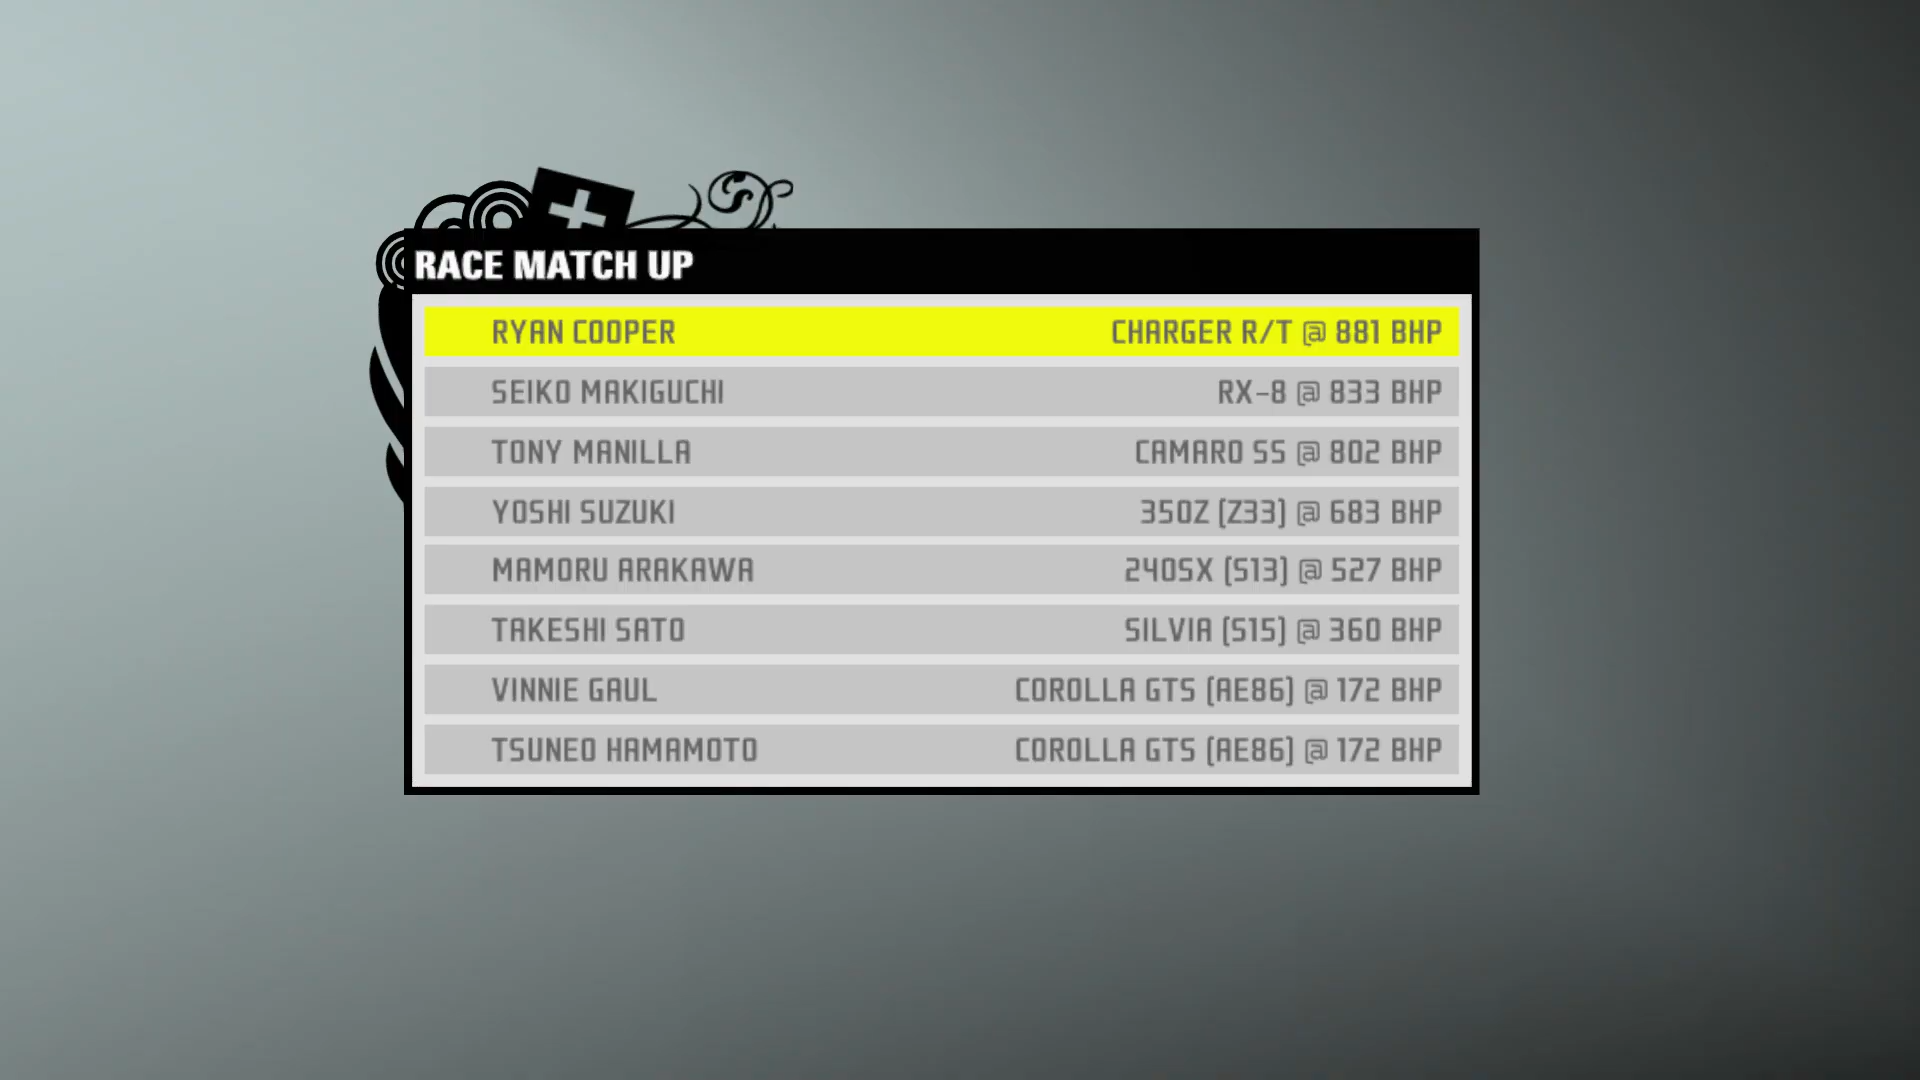 RACE MATCH UP
RYAN COOPER CHARGER R/T @ 881 BHP
SEIKO MAKIGUCHI RX-8 @ 833 BHP
TONY MANILLA CAMARO SS @ 802 BHP
YOSHI SUZUKI 350Z (Z33) @ 683 BHP
MAMORU ARAKAWA 240SX (S13) @ 527 BHP
TAKESHI SATO SILVIA (S15) @ 360 BHP
VINNIE GAUL COROLLA GTS (AE86) @ 172 BHP
TSUNEO HAMAMOTO COROLLA GTS (AE86) @ 172 BHP